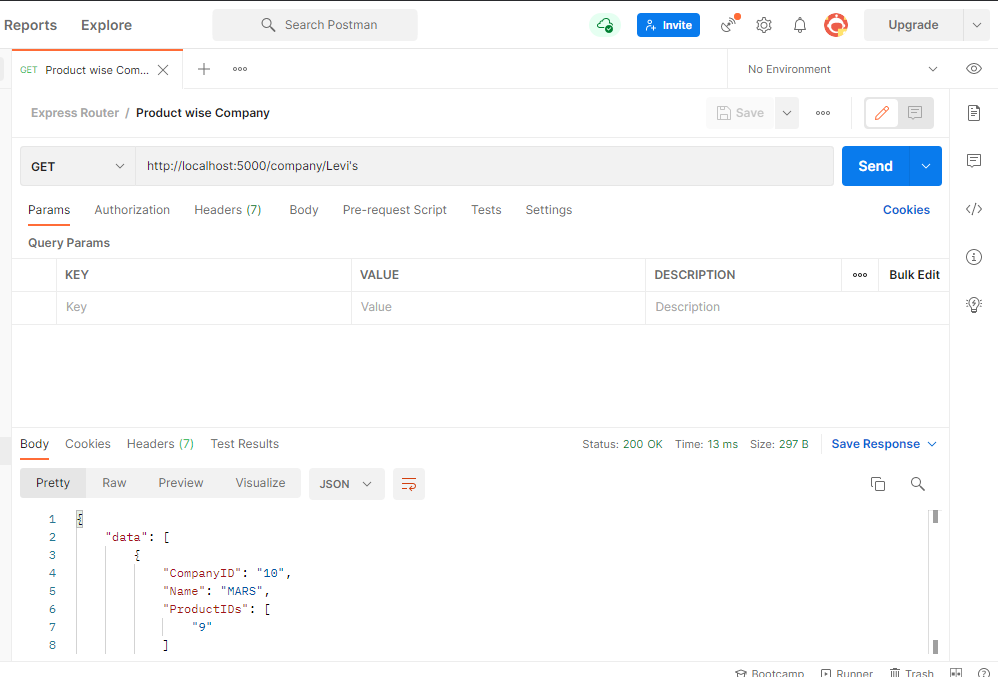 Reports Explore Search Postman Invite Upgrade
GET Product wise Com... No Environment
Express Router / Product wise Company Save
GET http://localhost:5000/company/Levi's Send
Params Authorization Headers (7) Body Pre-request Script Tests Settings Cookies
Query Params
KEY VALUE DESCRIPTION Bulk Edit
Key Value Description
Body Cookies Headers (7) Test Results Status: 200 OK Time: 13 ms Size: 297 B Save Response
Pretty Raw Preview Visualize JSON
1 {
2 "data": [
3 {
4 "CompanyID": "10",
5 "Name": "MARS",
6 "ProductIDs": [
7 "9"
8 ]
Bootcamp Runner Trash